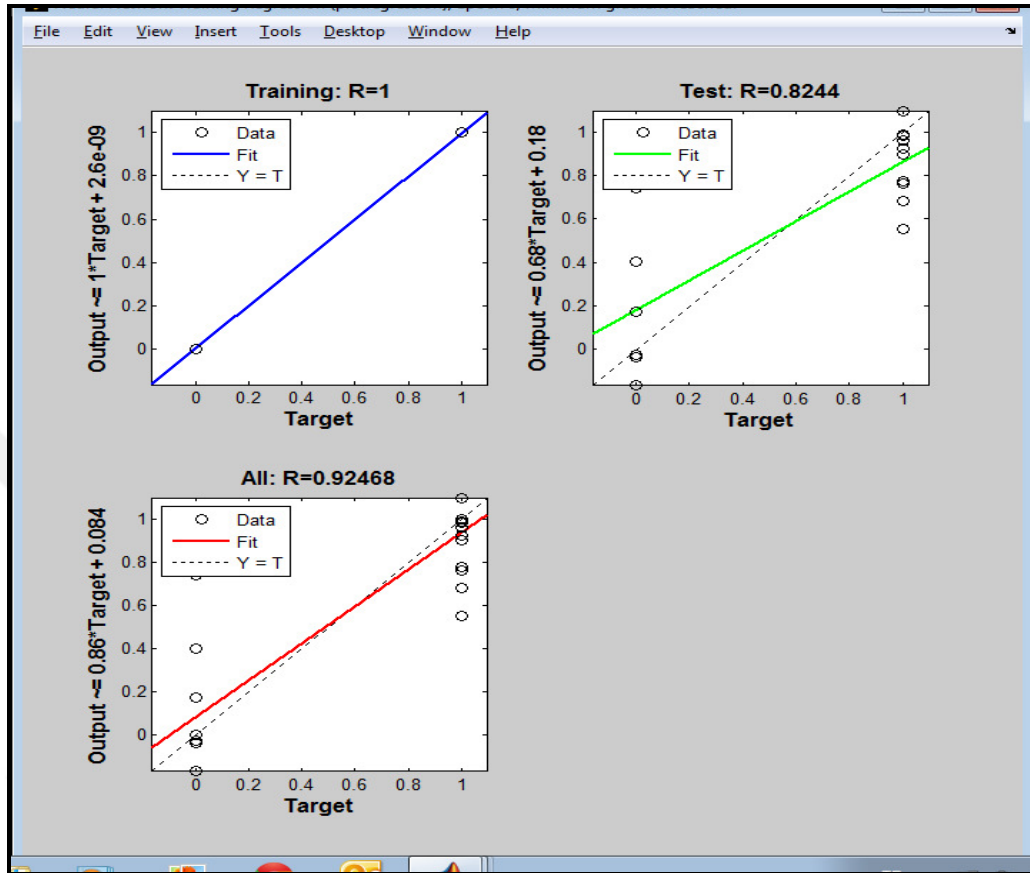 File Edit View Insert Tools Desktop Window Help
Training: R=1
Output ~= 1*Target + 2.6e-09
Data
Fit
Y = T
1
0.8
0.6
0.4
0.2
0
0 0.2 0.4 0.6 0.8 1
Target
Test: R=0.8244
Output ~= 0.68*Target + 0.18
Data
Fit
Y = T
1
0.8
0.6
0.4
0.2
0
0 0.2 0.4 0.6 0.8 1
Target
All: R=0.92468
Output ~= 0.86*Target + 0.084
Data
Fit
Y = T
1
0.8
0.6
0.4
0.2
0
0 0.2 0.4 0.6 0.8 1
Target